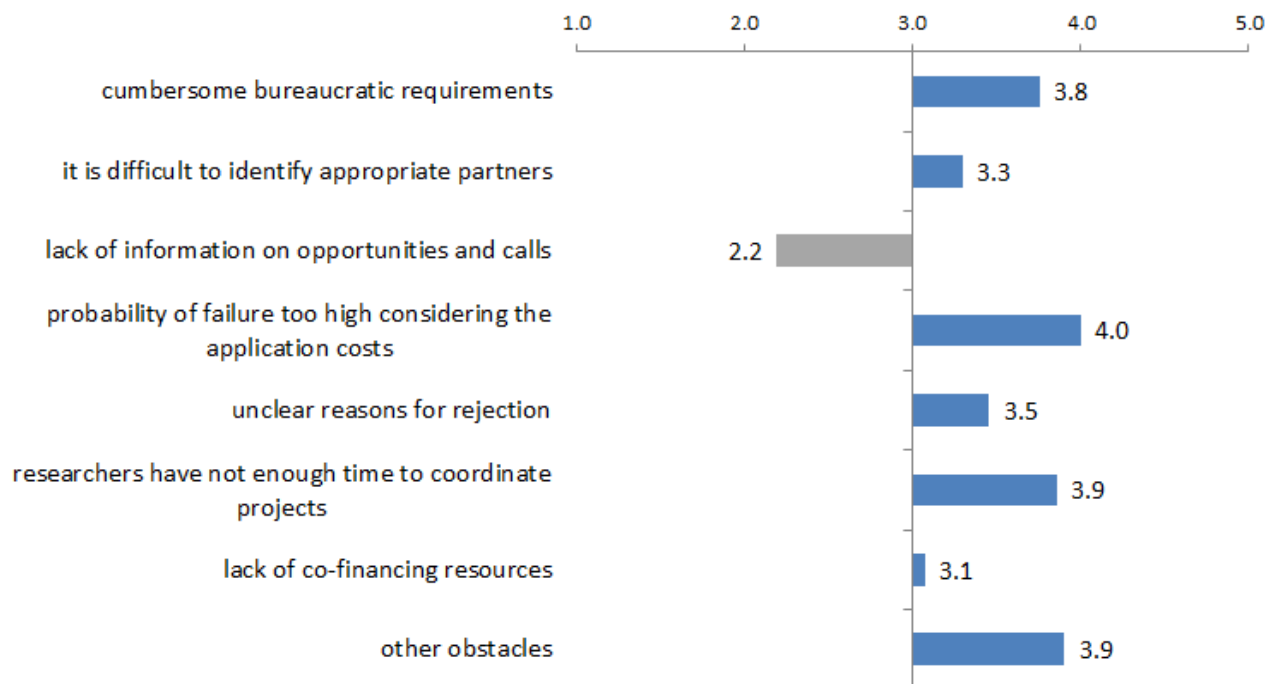 1.0 2.0 3.0 4.0 5.0
cumbersome bureaucratic requirements 3.8
it is difficult to identify appropriate partners 3.3
lack of information on opportunities and calls 2.2
probability of failure too high considering the
application costs 4.0
unclear reasons for rejection 3.5
researchers have not enough time to coordinate
projects 3.9
lack of co-financing resources 3.1
other obstacles 3.9